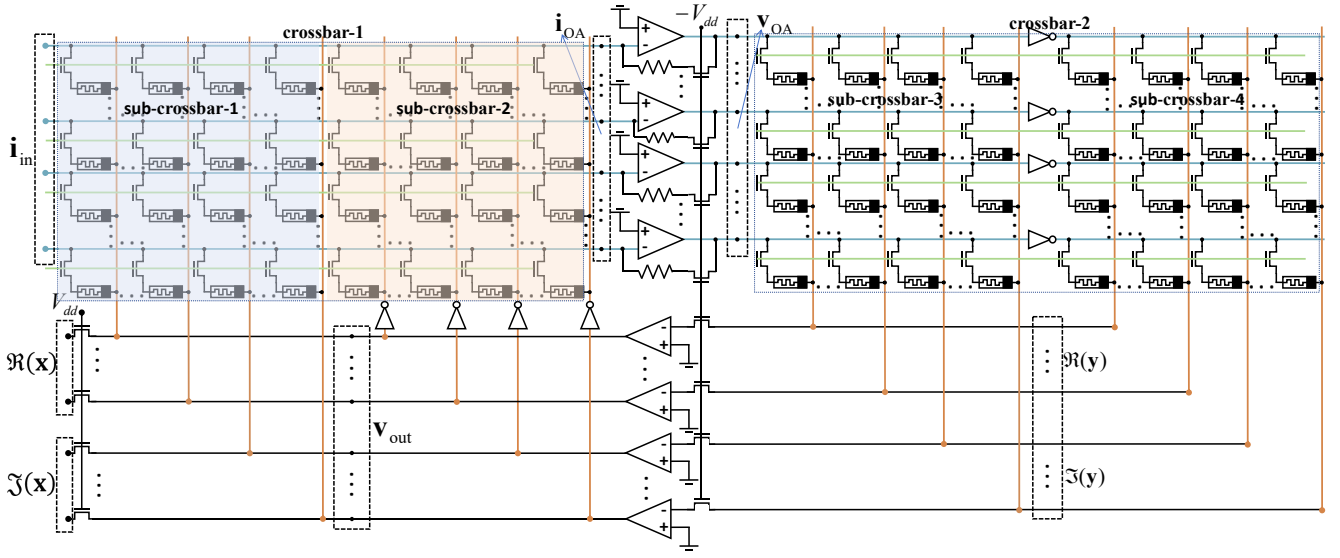 crossbar-1
i_OA
−V_dd
v_OA
crossbar-2
sub-crossbar-1
sub-crossbar-2
sub-crossbar-3
sub-crossbar-4
i_in
V_dd
ℜ(x)
ℜ(y)
v_out
ℑ(x)
ℑ(y)